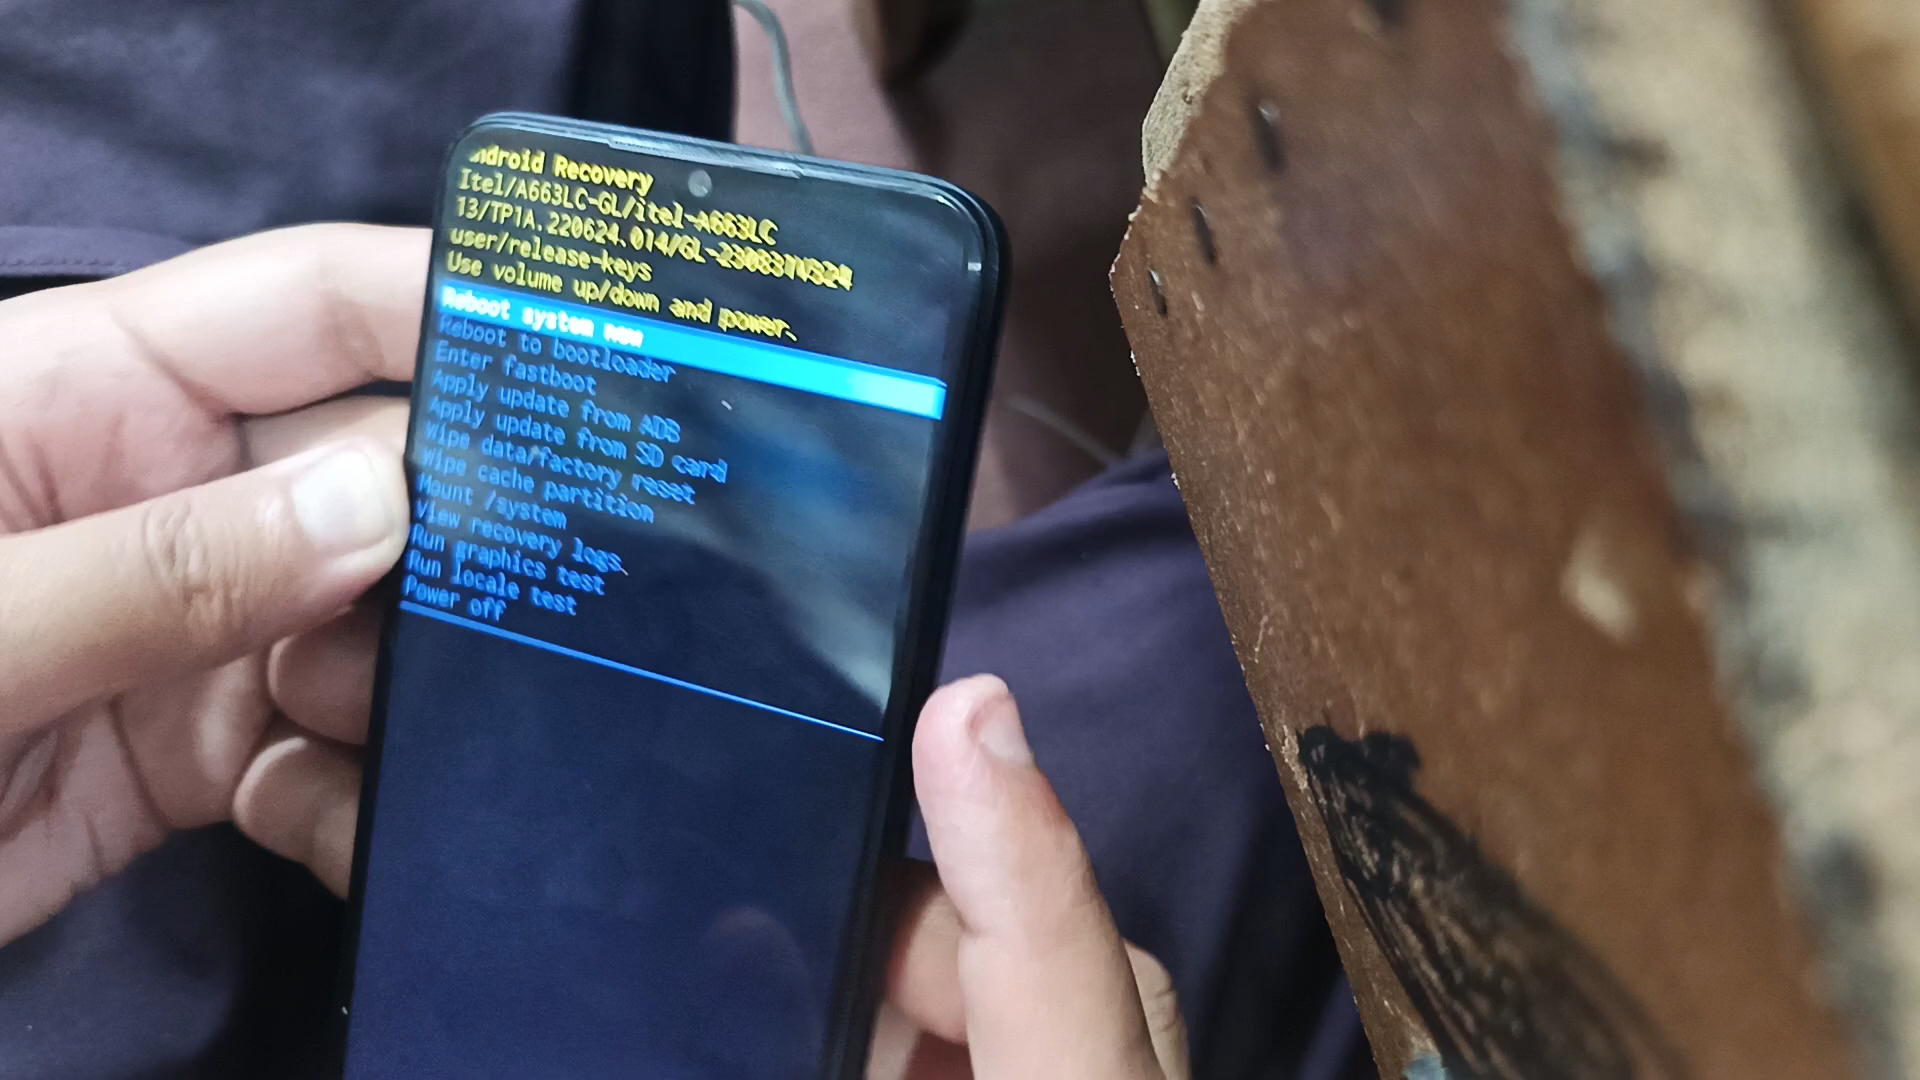 Android Recovery
Itel/A663LC-GL/itel-A663LC
13/TP1A.220624.014/GL-230831V324
user/release-keys
Use volume up/down and power.
Reboot system now
Reboot to bootloader
Enter fastboot
Apply update from ADB
Apply update from SD card
Wipe data/factory reset
Wipe cache partition
Mount /system
View recovery logs
Run graphics test
Run locale test
Power off